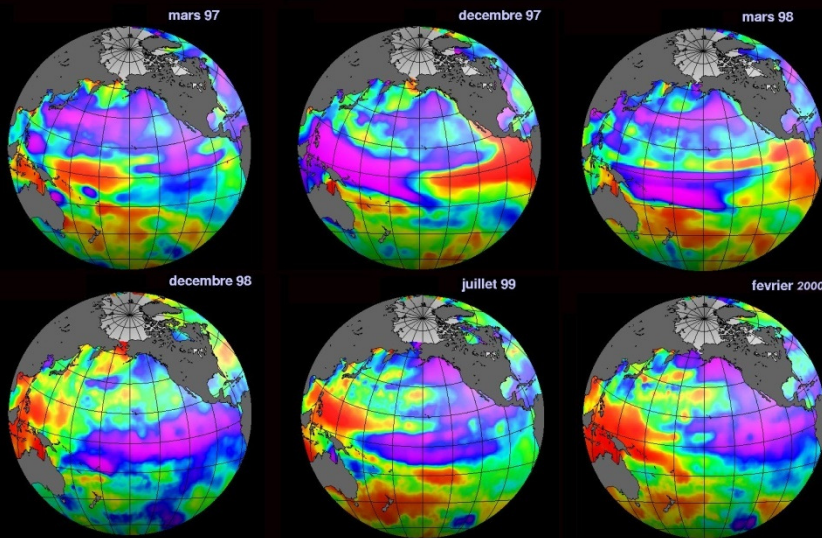 mars 97
decembre 97
mars 98
decembre 98
juillet 99
fevrier 2000